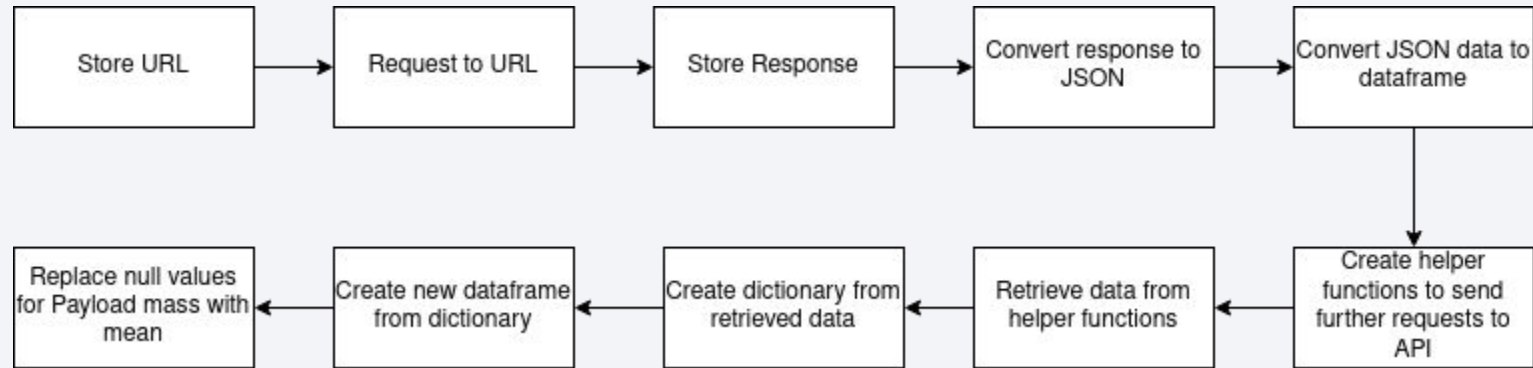 Store URL
Request to URL
Store Response
Convert response to
JSON
Convert JSON data to
dataframe
Create helper
functions to send
further requests to
API
Retrieve data from
helper functions
Create dictionary from
retrieved data
Create new dataframe
from dictionary
Replace null values
for Payload mass with
mean